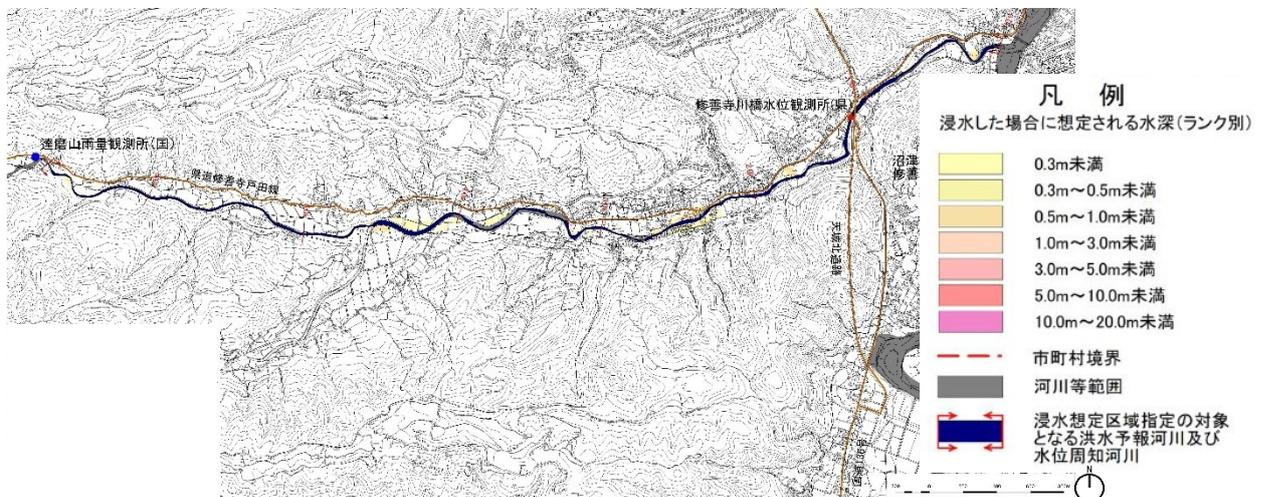 達磨山雨量観測所(国)
県道修善寺戸田線
修善寺川橋水位観測所(県)
天城北道路
凡 例
浸水した場合に想定される水深(ランク別)
0.3m未満
0.3m～0.5m未満
0.5m～1.0m未満
1.0m～3.0m未満
3.0m～5.0m未満
5.0m～10.0m未満
10.0m～20.0m未満
市町村境界
河川等範囲
浸水想定区域指定の対象
となる洪水予報河川及び
水位周知河川
N